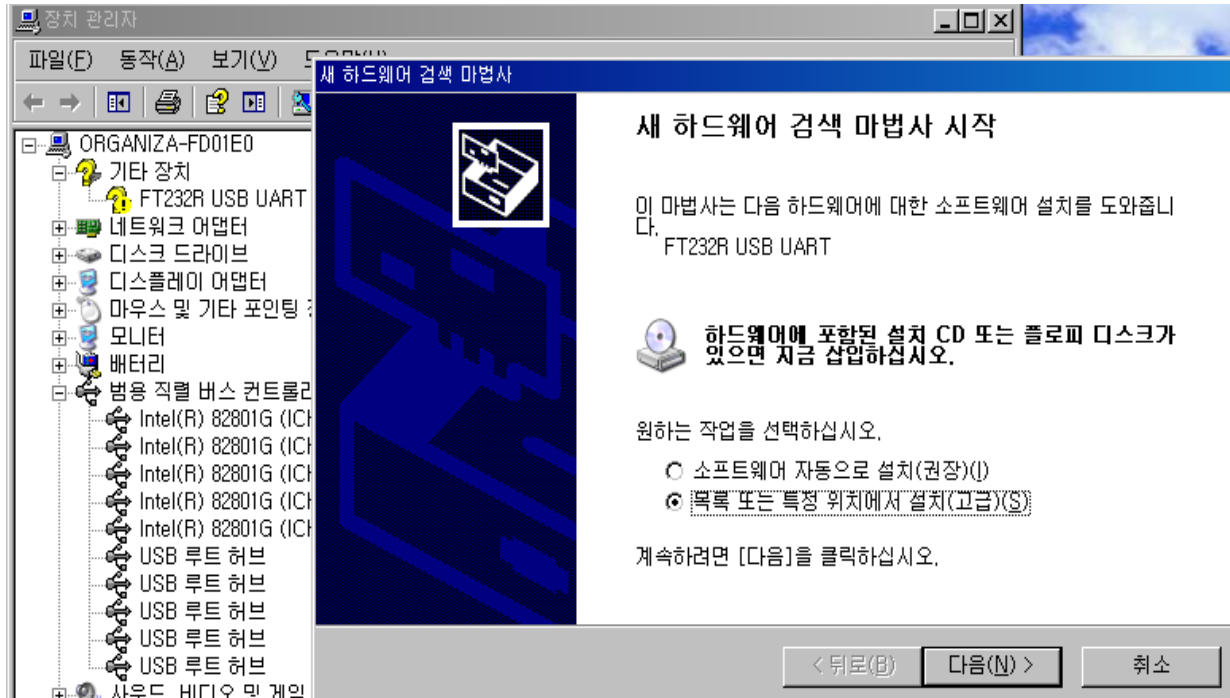 장치 관리자
파일(F) 동작(A) 보기(V)
새 하드웨어 검색 마법사
ORGANIZA-FD01E0
기타 장치
FT232R USB UART
네트워크 어댑터
디스크 드라이브
디스플레이 어댑터
마우스 및 기타 포인팅
모니터
배터리
범용 직렬 버스 컨트롤러
Intel(R) 82801G (ICH
Intel(R) 82801G (ICH
Intel(R) 82801G (ICH
Intel(R) 82801G (ICH
Intel(R) 82801G (ICH
USB 루트 허브
USB 루트 허브
USB 루트 허브
USB 루트 허브
USB 루트 허브
사운드, 비디오 및 게임
새 하드웨어 검색 마법사 시작
이 마법사는 다음 하드웨어에 대한 소프트웨어 설치를 도와줍니
다.
FT232R USB UART
하드웨어에 포함된 설치 CD 또는 플로피 디스크가
있으면 지금 삽입하십시오.
원하는 작업을 선택하십시오.
소프트웨어 자동으로 설치(권장)(I)
목록 또는 특정 위치에서 설치(고급)(S)
계속하려면 [다음]을 클릭하십시오.
< 뒤로(B) 다음(N) > 취소